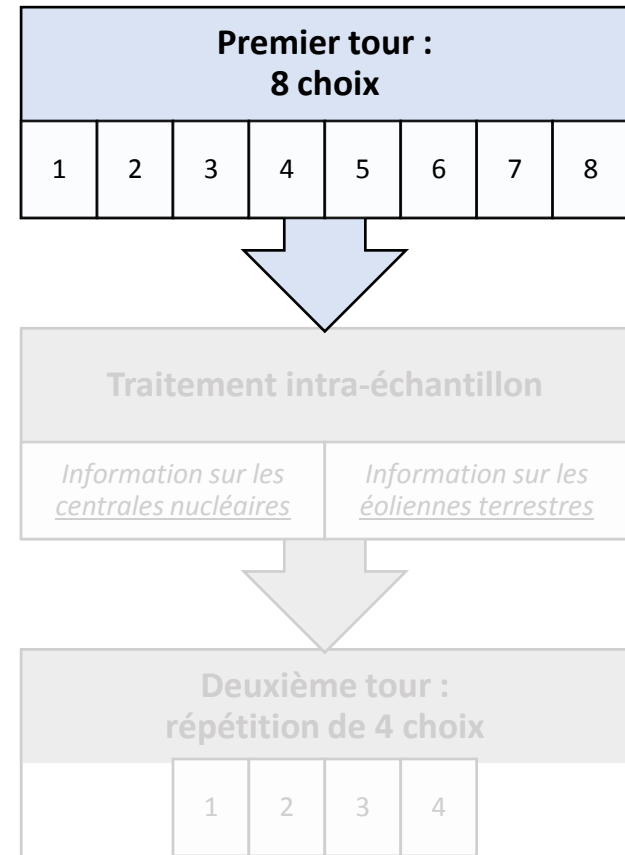 Premier tour :
8 choix
1 2 3 4 5 6 7 8
Traitement intra-échantillon
Information sur les
centrales nucléaires
Information sur les
éoliennes terrestres
Deuxième tour :
répétition de 4 choix
1 2 3 4